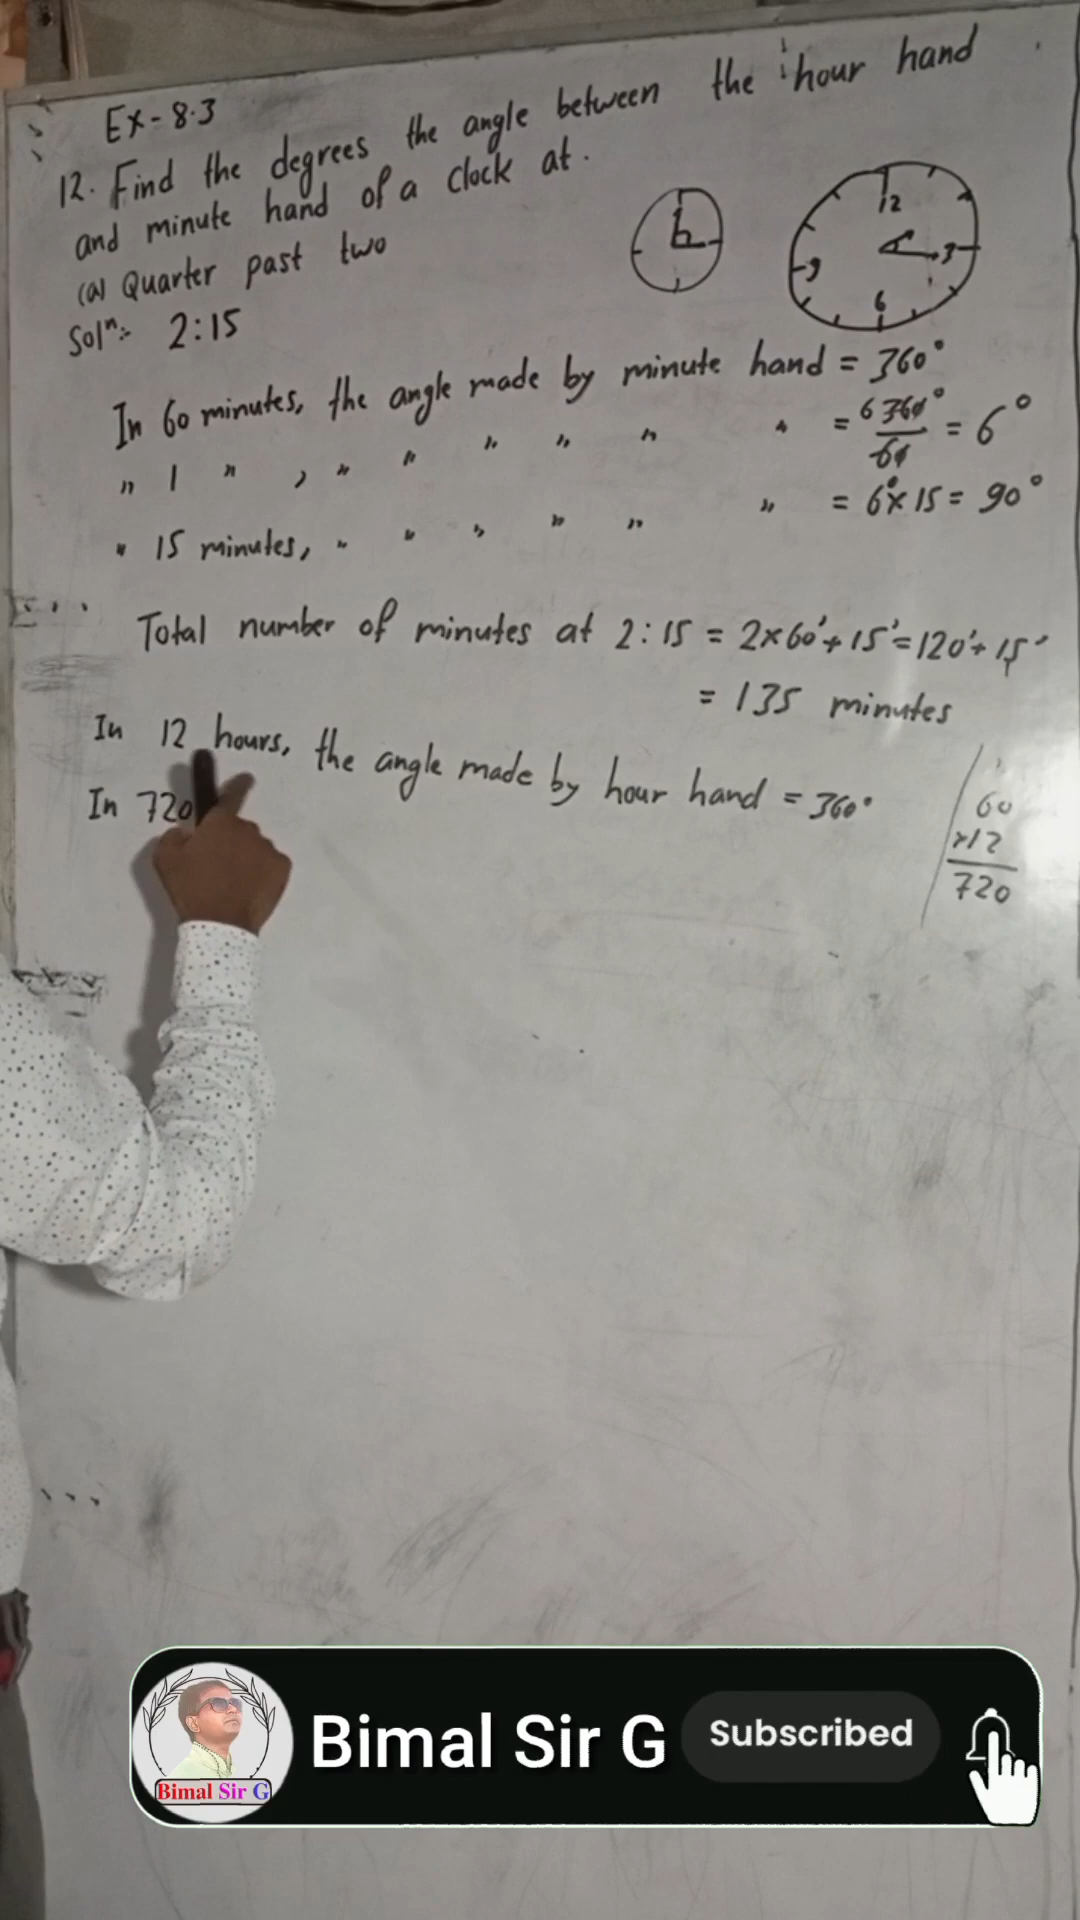 Ex-8.3
12. Find the degrees the angle between the hour hand
and minute hand of a clock at.
(a) Quarter past two
Solⁿ:- 2:15
12
3
6
9
In 60 minutes, the angle made by minute hand = 360°
" 1 " , " " " " " " = 6 360°/60 = 6°
" 15 minutes, " " " " " " = 6°×15 = 90°
Total number of minutes at 2:15 = 2×60'+15'=120'+15'
= 135 minutes
In 12 hours, the angle made by hour hand = 360°
In 720
60
×12
720
Bimal Sir G
Bimal Sir G
Subscribed